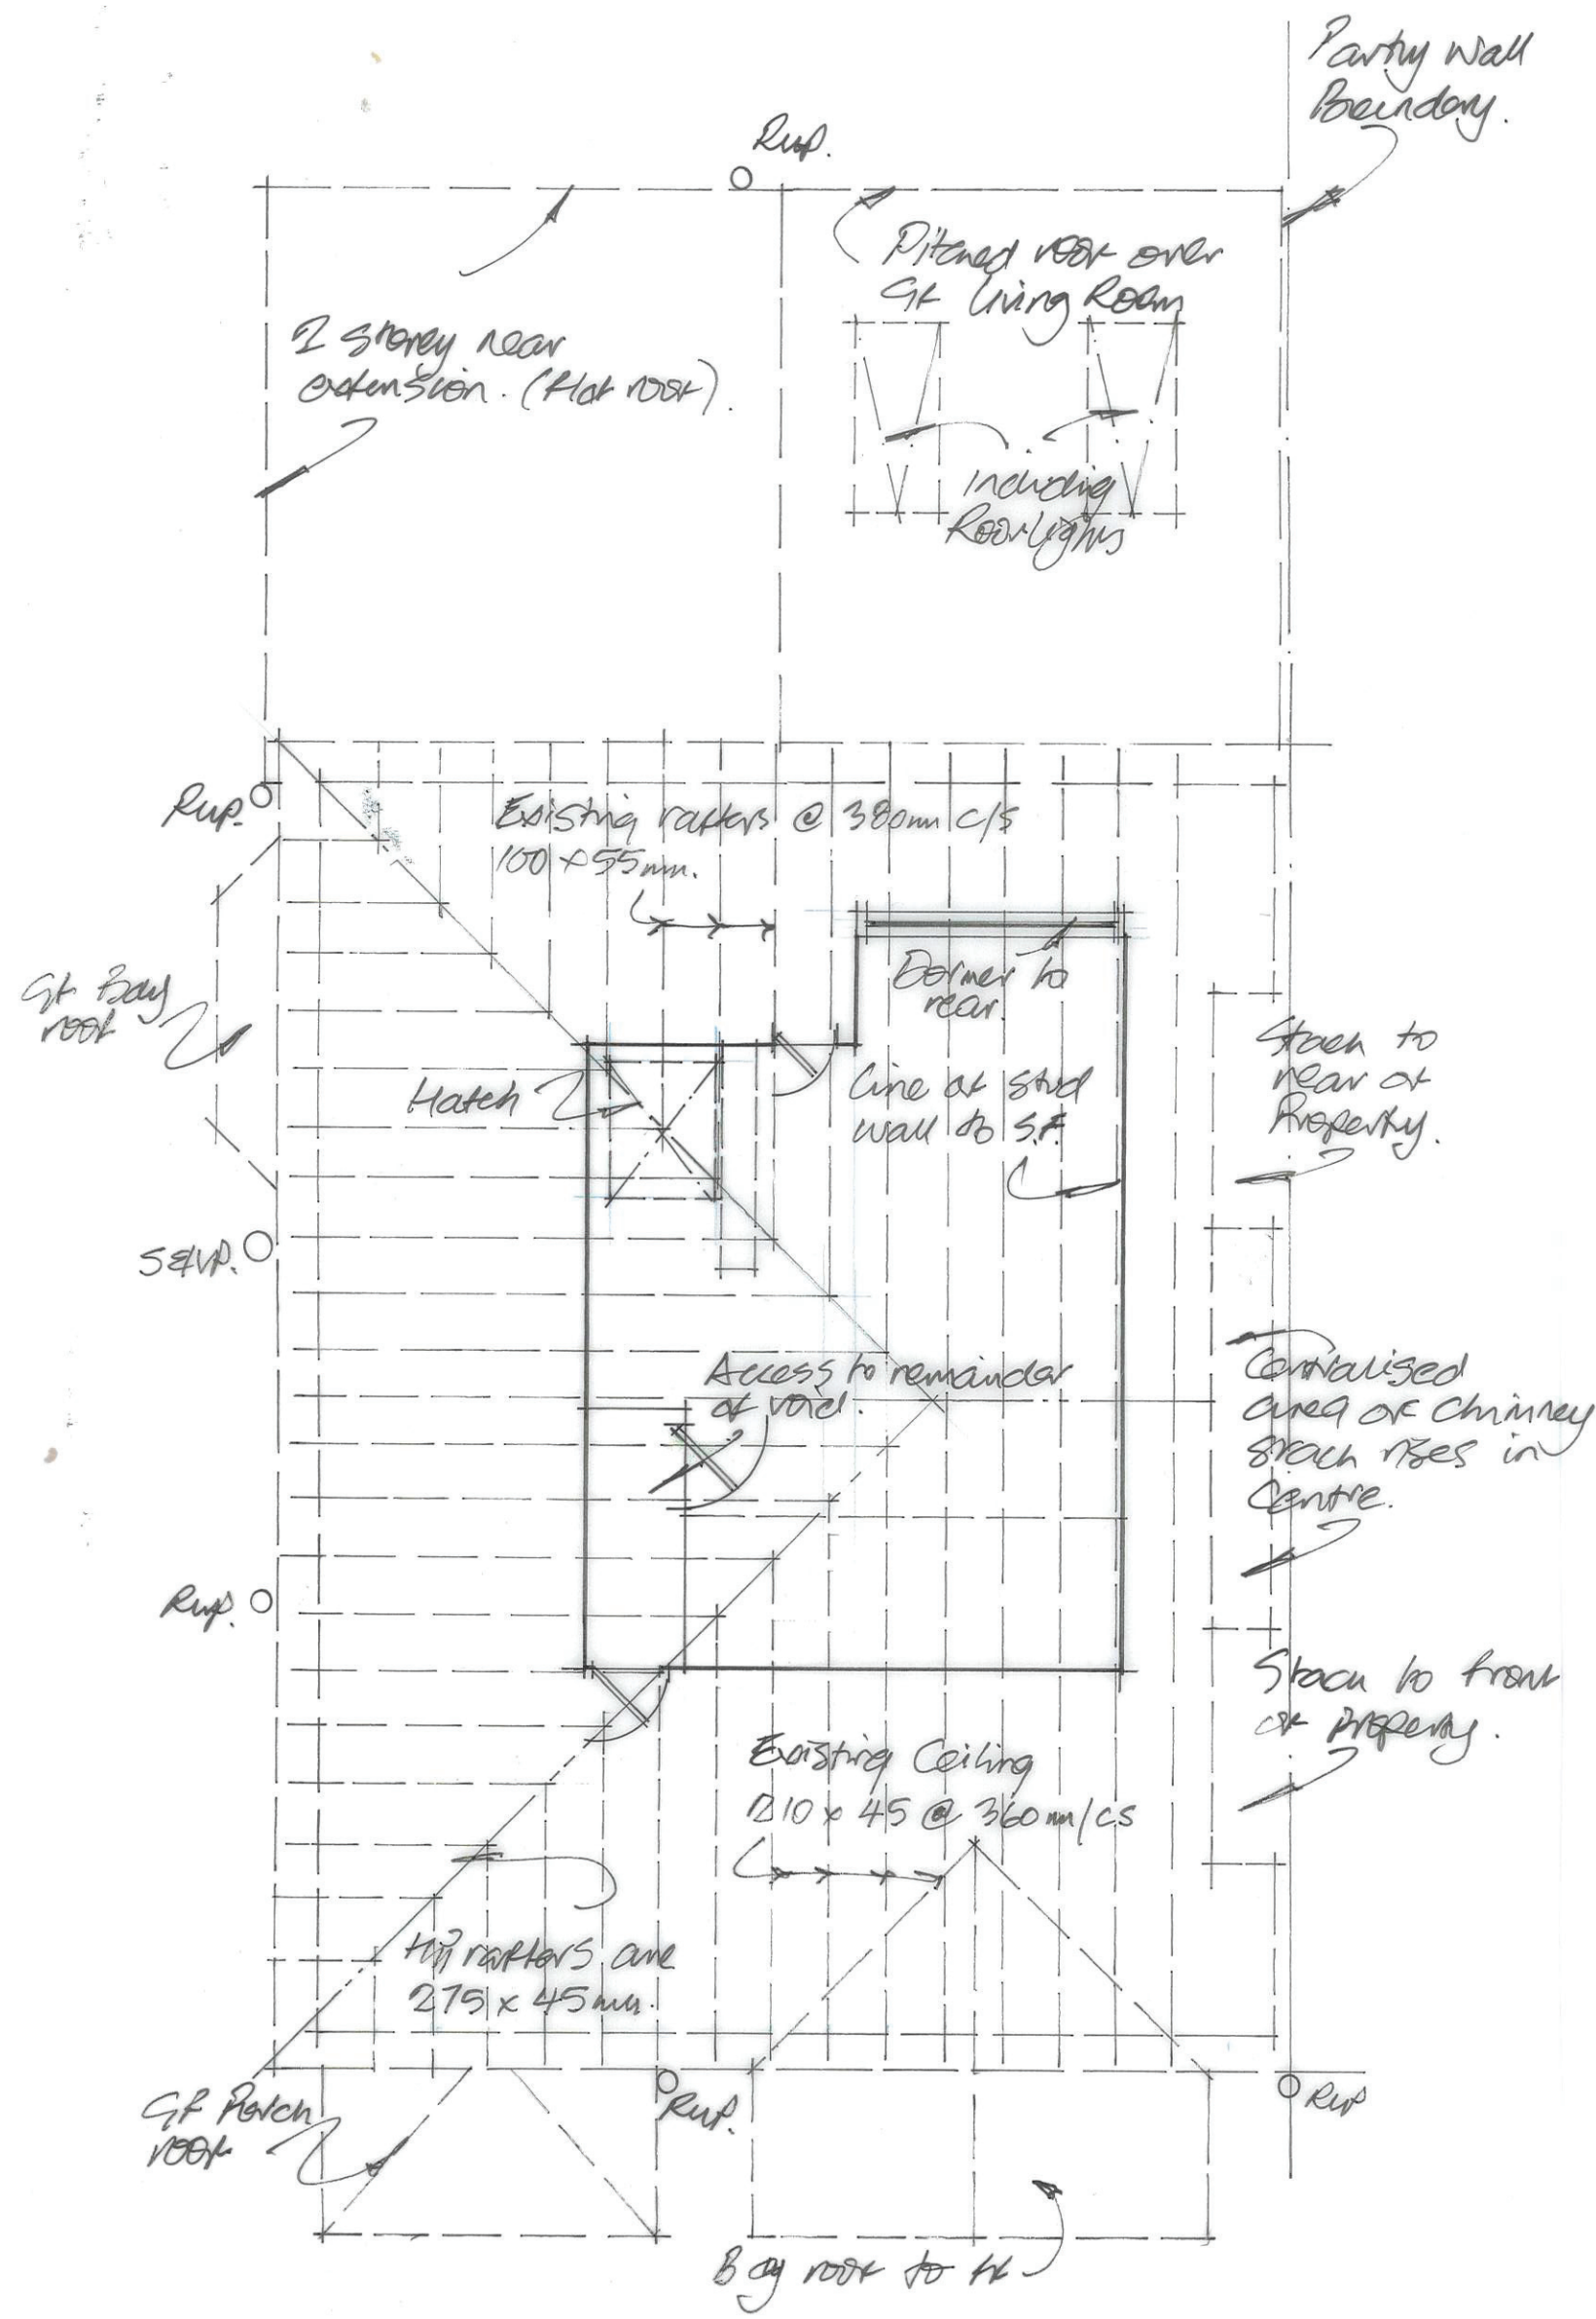 Party Wall
Boundary.
Rwp.
Pitched roof over
GF Living Room
2 Storey rear
extension. (Flat roof).
Including
Rooflights
Rwp.
Existing rafters @ 380mm c/s
100 x 55mm.
GF Bay
roof
Dormer to
rear.
Stack to
rear of
Property.
Hatch
Line of stud
wall to S.F.
S&VP.
Access to remainder
of void.
Centralised
area of chimney
stack rises in
Centre.
Rwp.
Stack to front
of Property.
Existing Ceiling
210 x 45 @ 360mm/cs
Hip rafters are
275 x 45mm.
GF Porch
roof
Rwp.
Rwp
Bay roof to FF